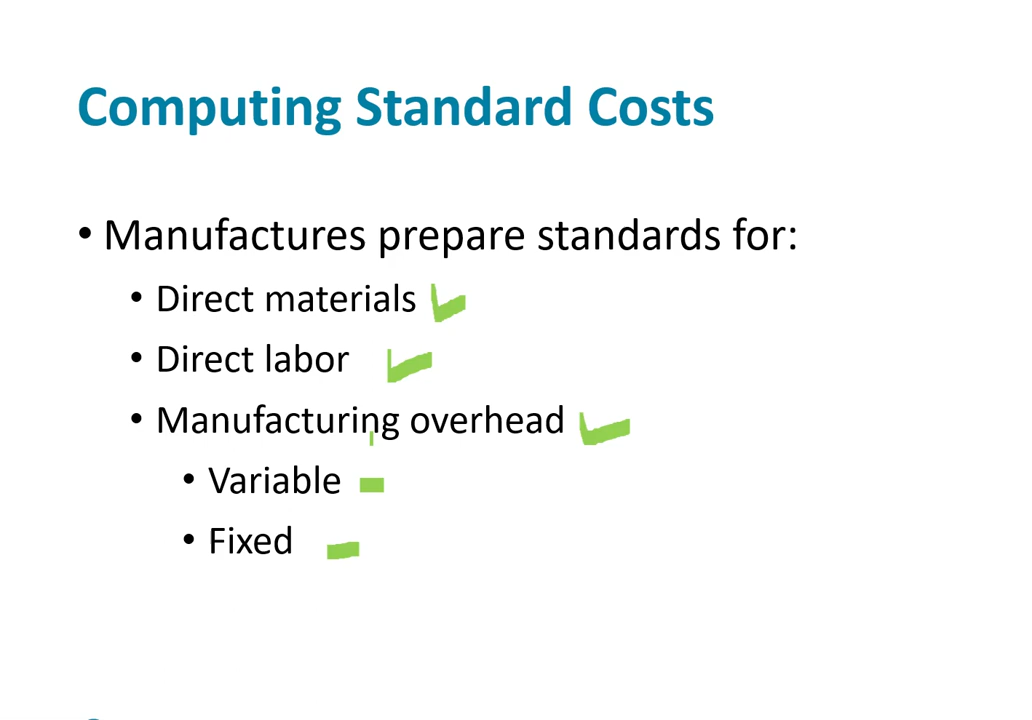 Computing Standard Costs
• Manufactures prepare standards for:
• Direct materials
• Direct labor
• Manufacturing overhead
• Variable
• Fixed